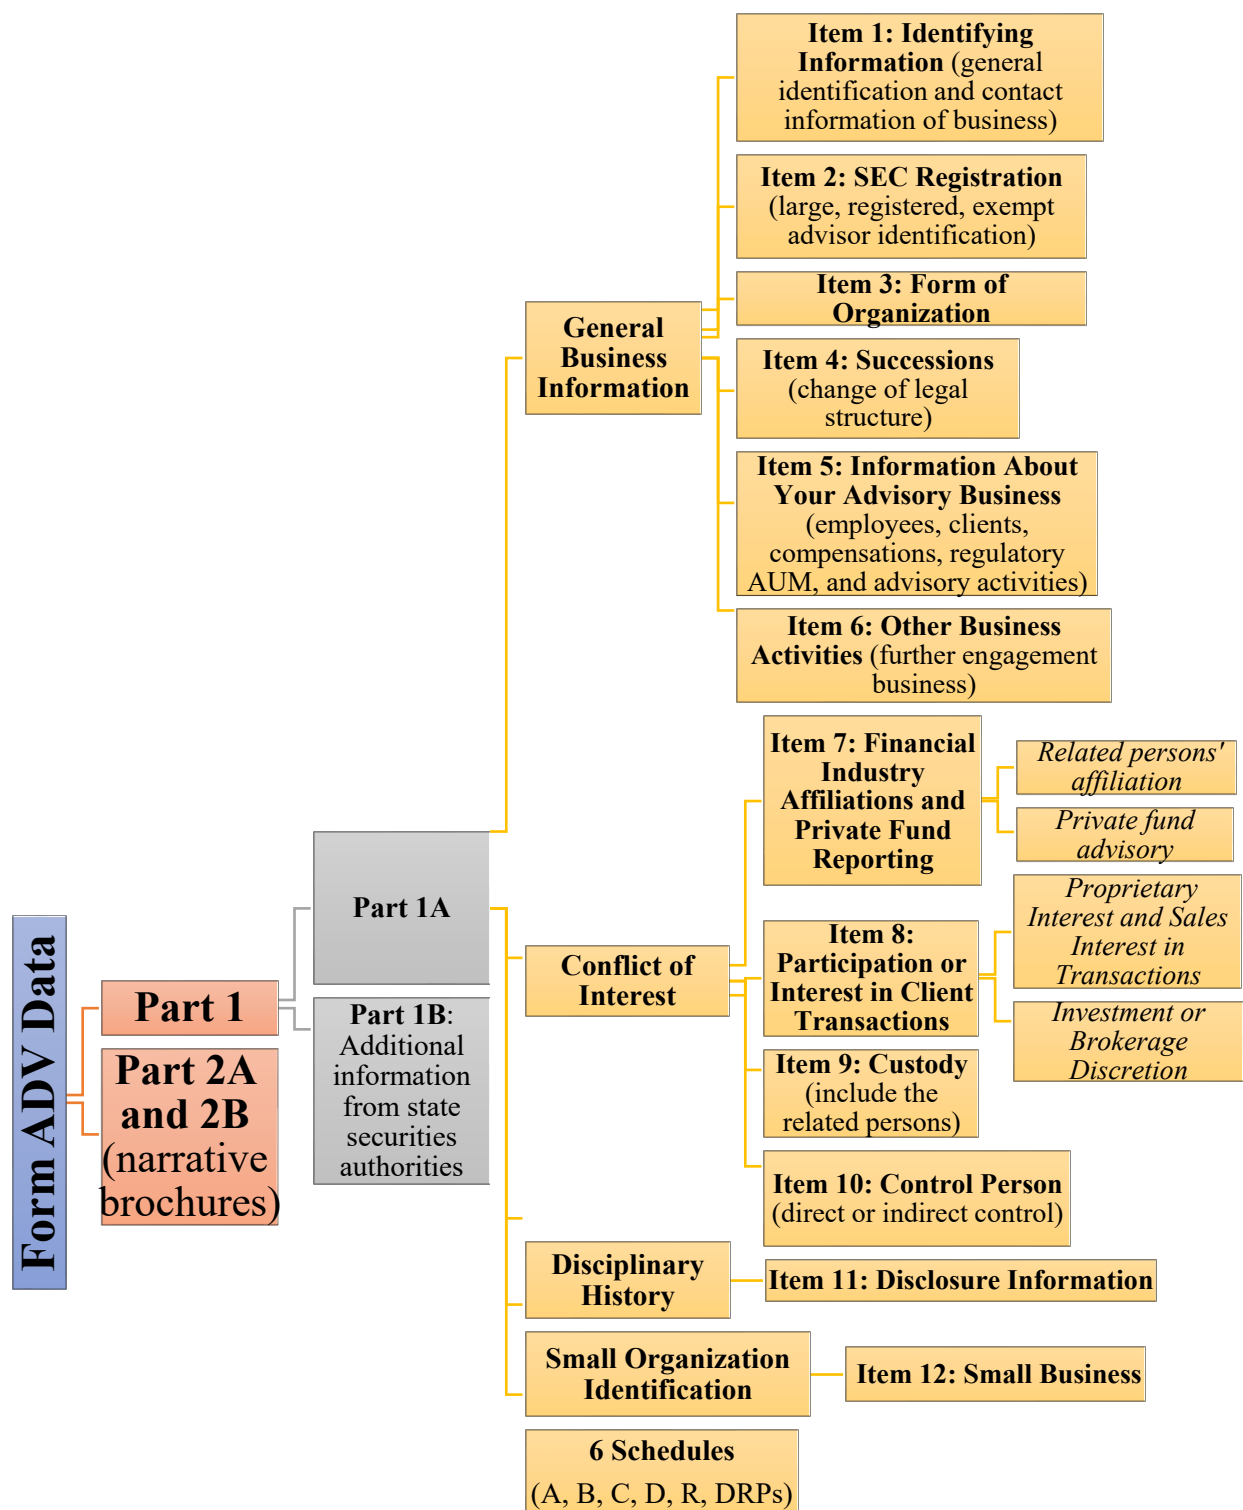 Form ADV Data
Part 1
Part 2A
and 2B
(narrative
brochures)
Part 1A
Part 1B:
Additional
information
from state
securities
authorities
General
Business
Information
Item 1: Identifying
Information (general
identification and contact
information of business)
Item 2: SEC Registration
(large, registered, exempt
advisor identification)
Item 3: Form of
Organization
Item 4: Successions
(change of legal
structure)
Item 5: Information About
Your Advisory Business
(employees, clients,
compensations, regulatory
AUM, and advisory activities)
Item 6: Other Business
Activities (further engagement
business)
Conflict of
Interest
Item 7: Financial
Industry
Affiliations and
Private Fund
Reporting
Related persons'
affiliation
Private fund
advisory
Item 8:
Participation or
Interest in Client
Transactions
Proprietary
Interest and Sales
Interest in
Transactions
Investment or
Brokerage
Discretion
Item 9: Custody
(include the
related persons)
Item 10: Control Person
(direct or indirect control)
Disciplinary
History
Item 11: Disclosure Information
Small Organization
Identification
Item 12: Small Business
6 Schedules
(A, B, C, D, R, DRPs)